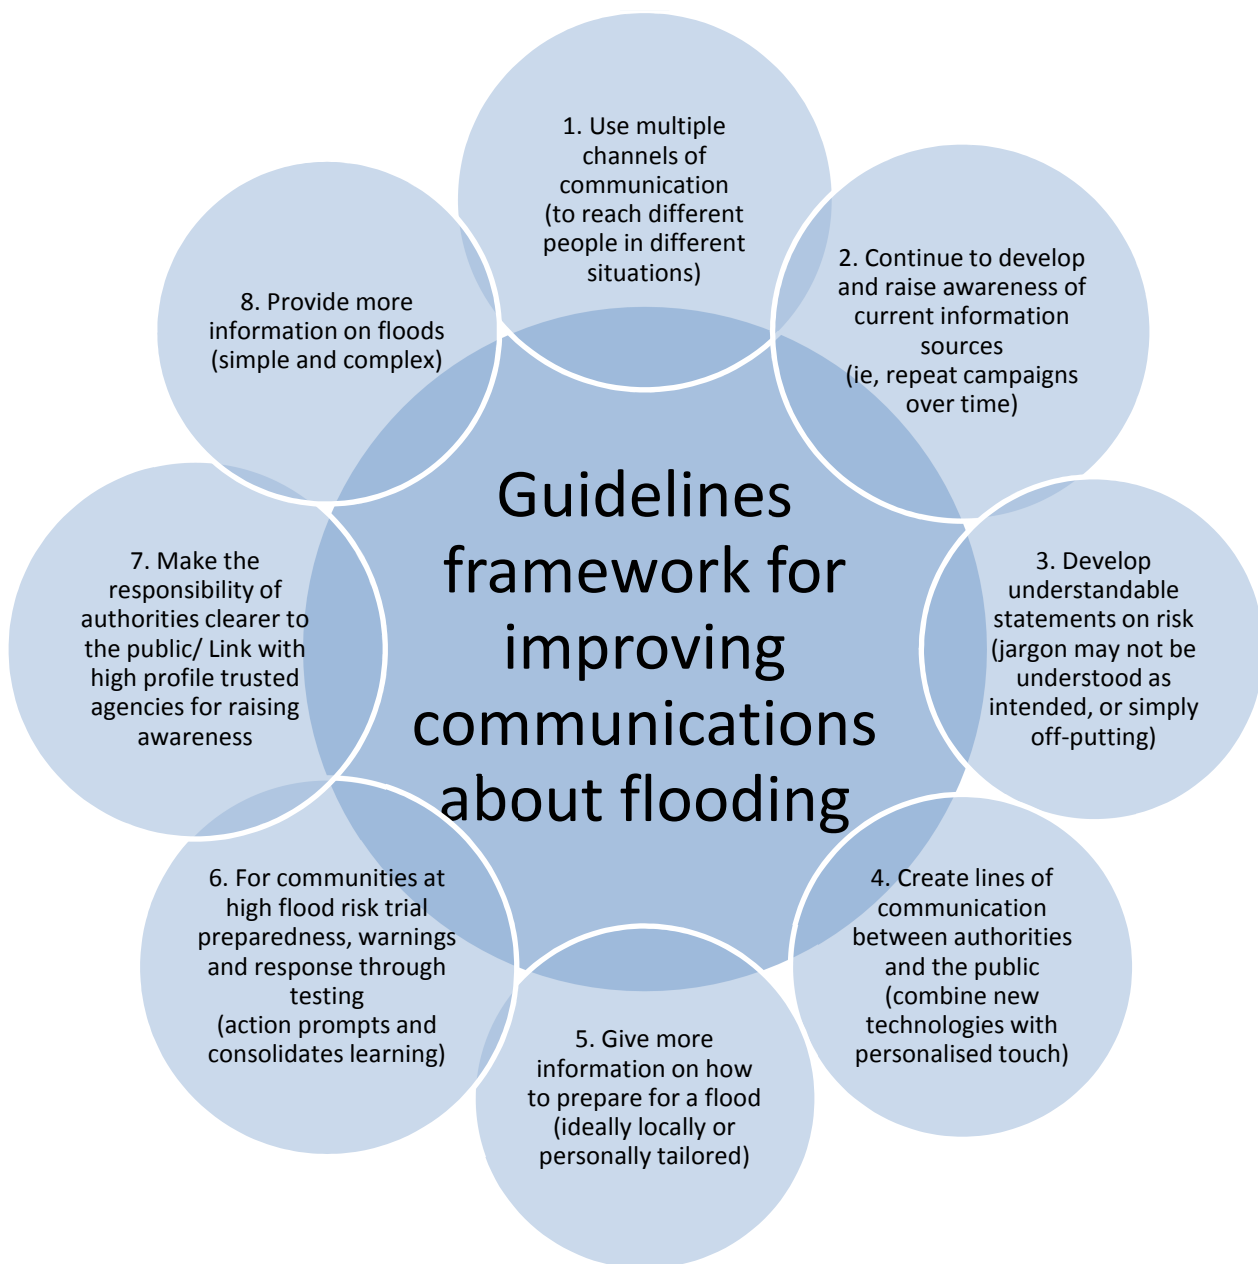 1. Use multiple
channels of
communication
(to reach different
people in different
situations)
2. Continue to develop
and raise awareness of
current information
sources
(ie, repeat campaigns
over time)
3. Develop
understandable
statements on risk
(jargon may not be
understood as
intended, or simply
off-putting)
4. Create lines of
communication
between authorities
and the public
(combine new
technologies with
personalised touch)
5. Give more
information on how
to prepare for a flood
(ideally locally or
personally tailored)
6. For communities at
high flood risk trial
preparedness, warnings
and response through
testing
(action prompts and
consolidates learning)
7. Make the
responsibility of
authorities clearer to
the public/ Link with
high profile trusted
agencies for raising
awareness
8. Provide more
information on floods
(simple and complex)
Guidelines
framework for
improving
communications
about flooding